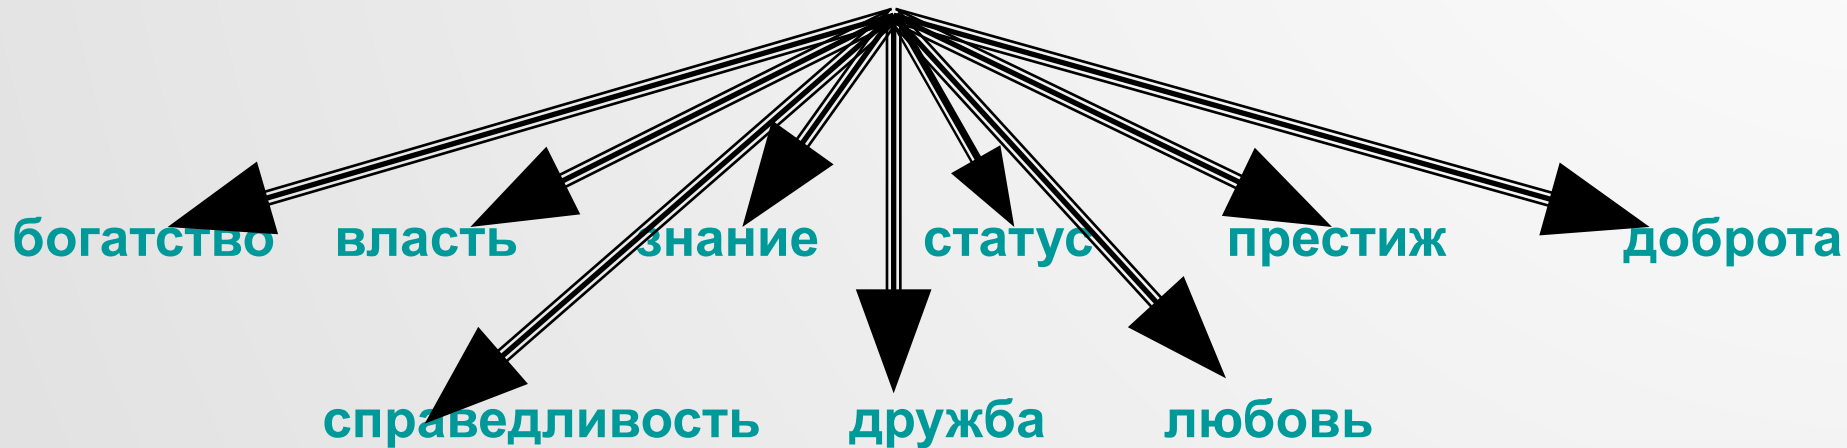 богатство власть знание статус престиж доброта
справедливость дружба любовь